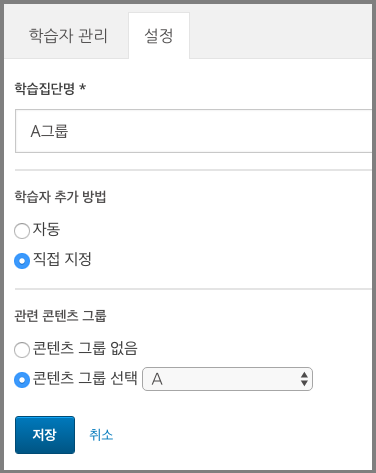 학습자 관리 설정
학습집단명 *
A그룹
학습자 추가 방법
자동
직접 지정
관련 콘텐츠 그룹
콘텐츠 그룹 없음
콘텐츠 그룹 선택 A
저장 취소